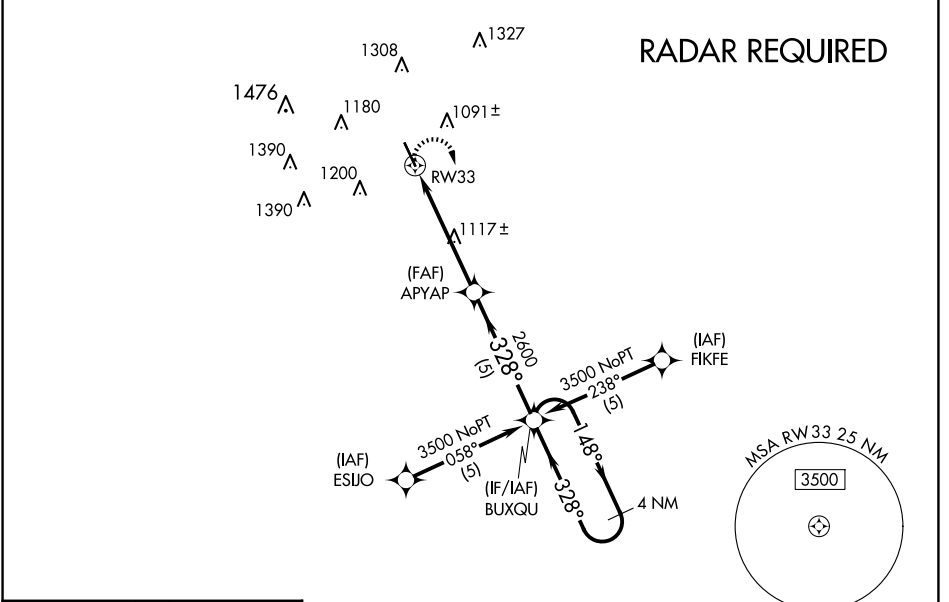 RADAR REQUIRED
1327
1308
1476
1180
1091±
1390
1200
RW33
1390
1117±
(FAF)
APYAP
2600
328°
(5)
(IAF)
FIKFE
3500 NoPT
238°
(5)
3500 NoPT
058°
(5)
(IAF)
ESIJO
(IF/IAF)
BUXQU
148°
328°
4 NM
MSA RW33 25 NM
3500